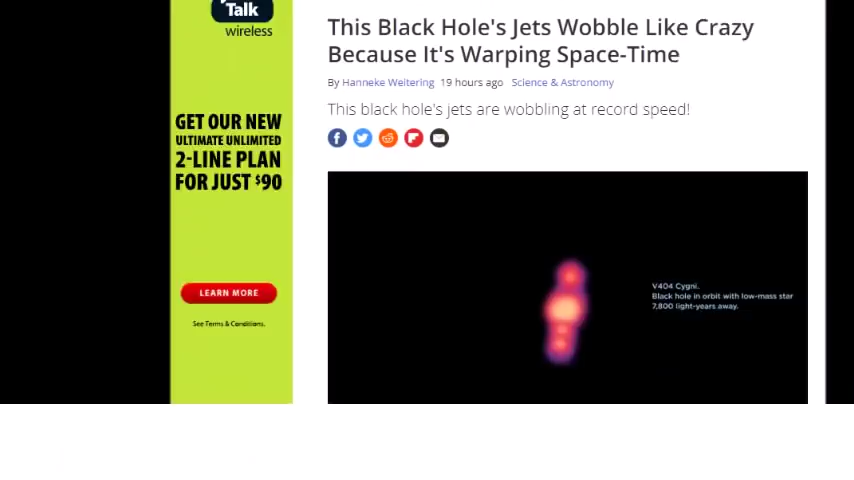 Talk
wireless
GET OUR NEW
ULTIMATE UNLIMITED
2-LINE PLAN
FOR JUST $90
LEARN MORE
See Terms & Conditions.
This Black Hole's Jets Wobble Like Crazy
Because It's Warping Space-Time
By Hanneke Weitering 19 hours ago Science & Astronomy
This black hole's jets are wobbling at record speed!
V404 Cygni.
Black hole in orbit with low-mass star
7,800 light-years away.